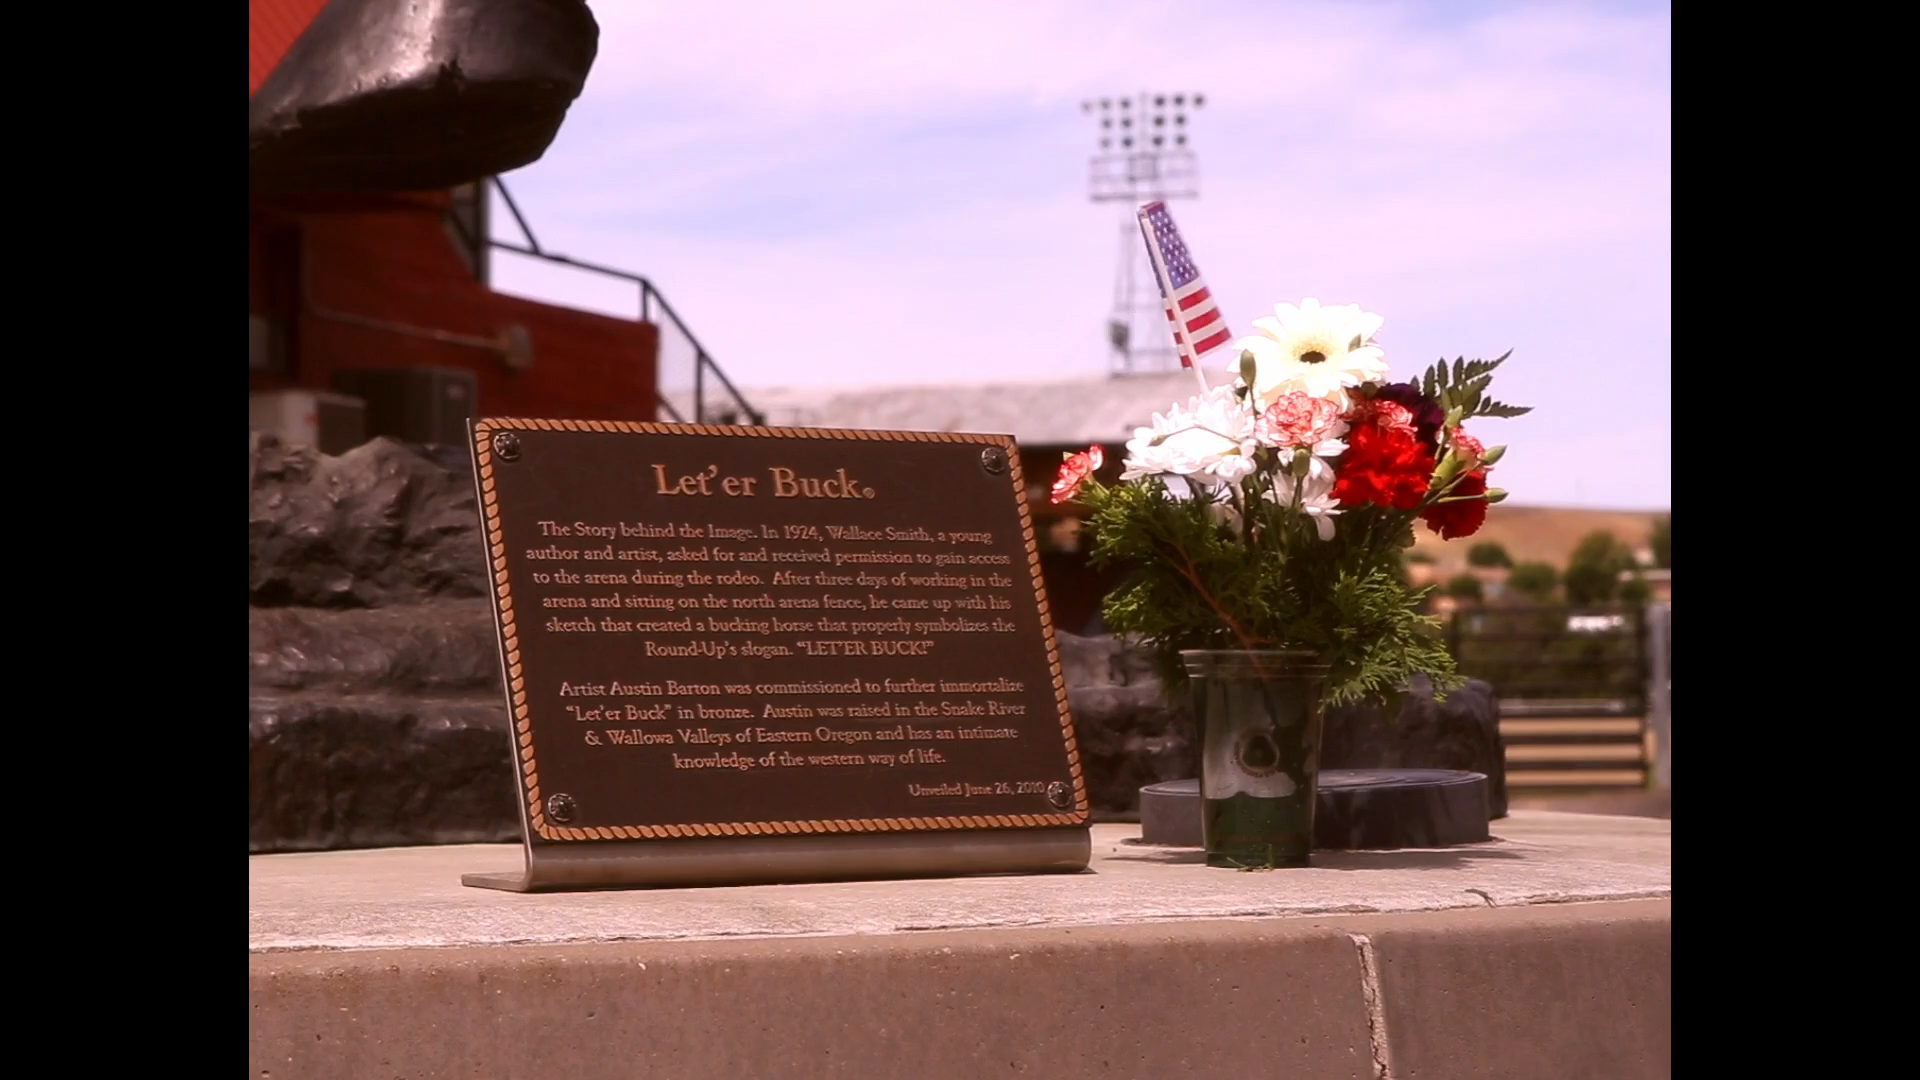 Let'er Buck®
The Story behind the Image. In 1924, Wallace Smith, a young
author and artist, asked for and received permission to gain access
to the arena during the rodeo. After three days of working in the
arena and sitting on the north arena fence, he came up with his
sketch that created a bucking horse that properly symbolizes the
Round-Up's slogan. "LET'ER BUCK!"
Artist Austin Barton was commissioned to further immortalize
"Let'er Buck" in bronze. Austin was raised in the Snake River
& Wallowa Valleys of Eastern Oregon and has an intimate
knowledge of the western way of life.
Unveiled June 26, 2010